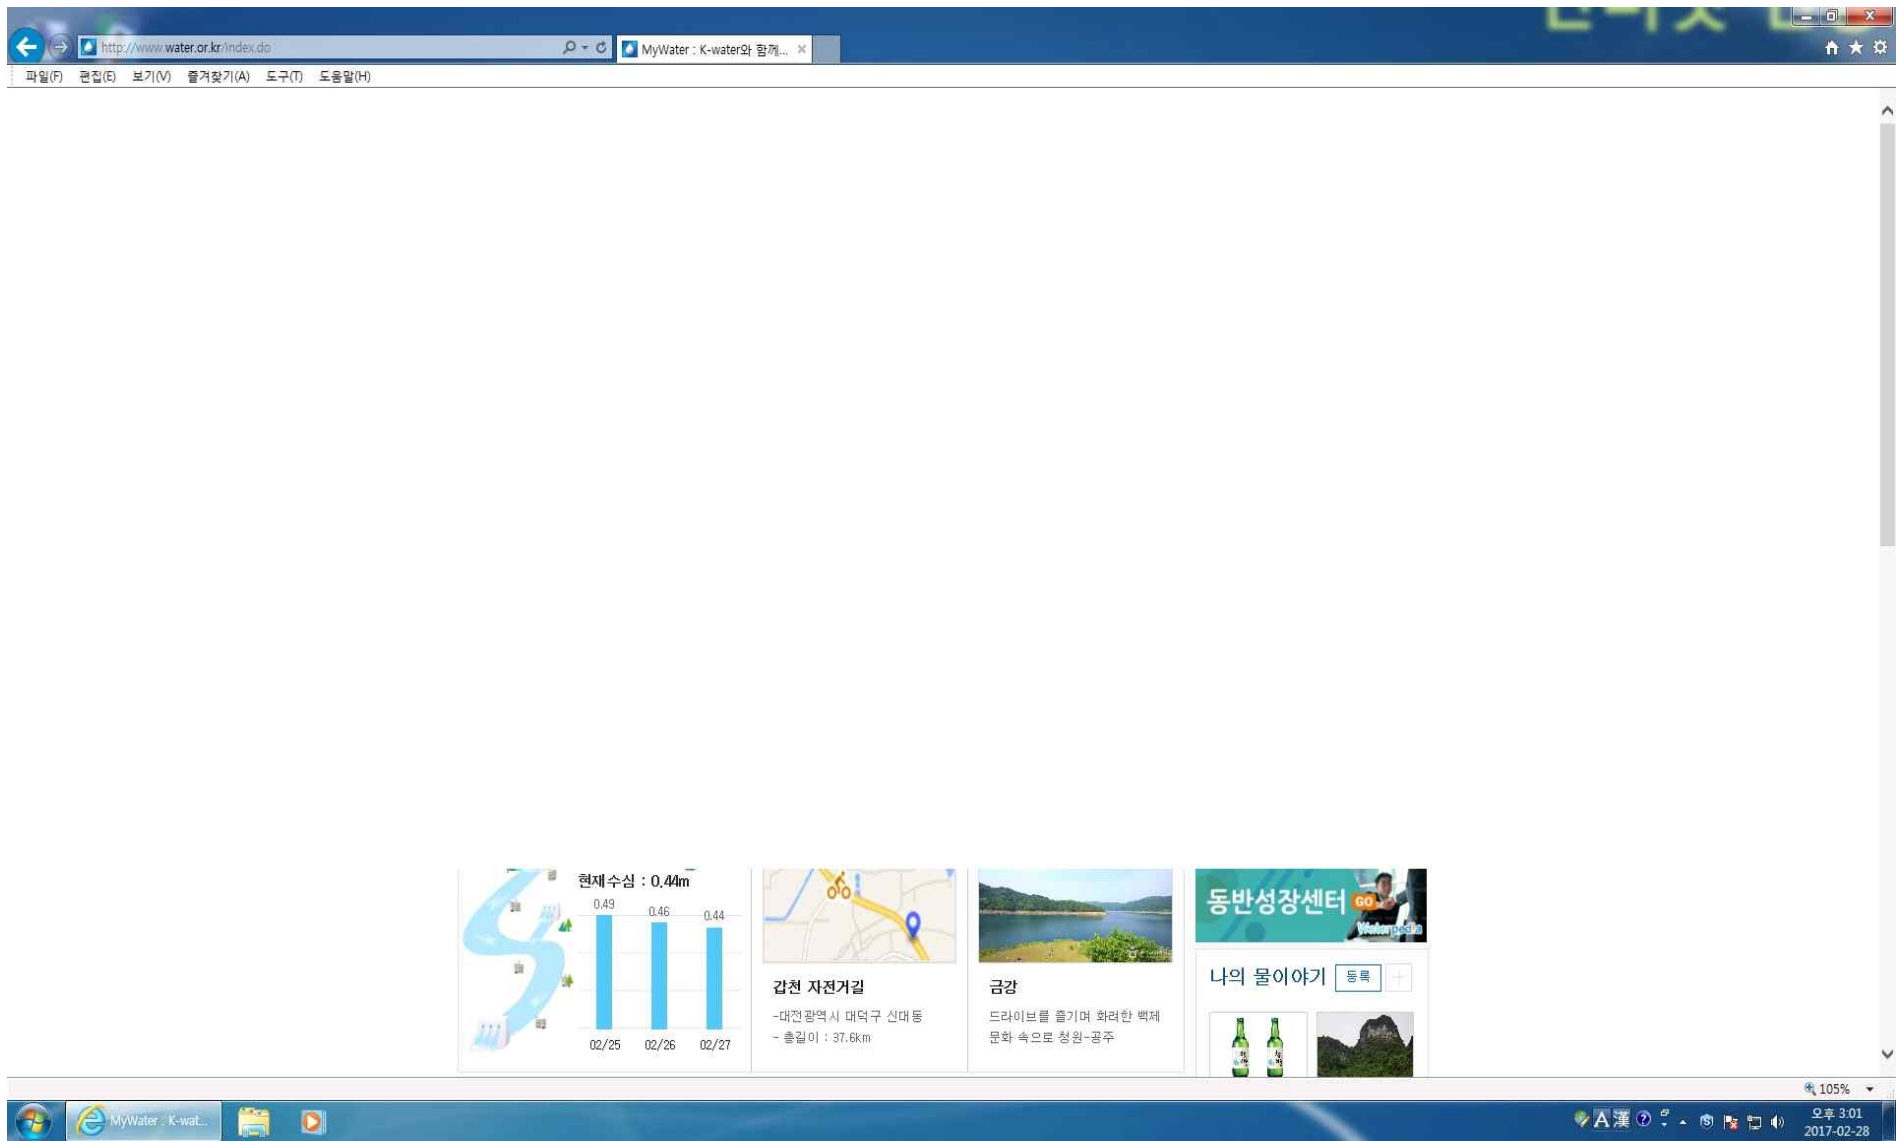 http://www.water.or.kr/index.do
MyWater : K-water와 함께...
파일(F) 편집(E) 보기(V) 즐겨찾기(A) 도구(T) 도움말(H)
현재수심 : 0.44m
0.49 0.46 0.44
02/25 02/26 02/27
갑천 자전거길
-대전광역시 대덕구 신대동
- 총길이 : 37.6km
금강
드라이브를 즐기며 화려한 백제
문화 속으로 청원-공주
동반성장센터 GO
Waterpedia
나의 물이야기 등록 +
105%
MyWater : K-wat...
A 漢
오후 3:01
2017-02-28